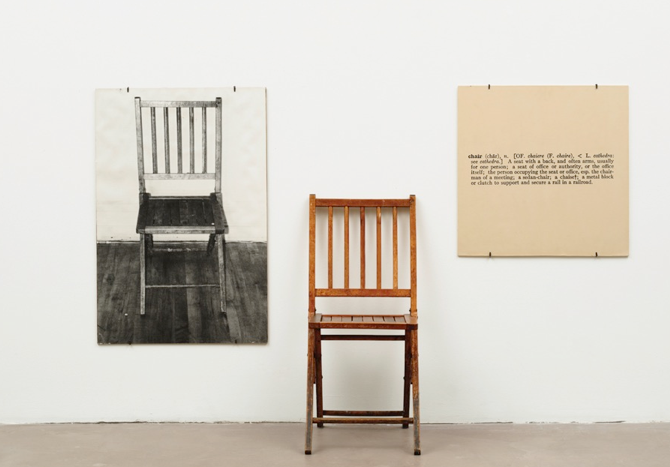 chair (châr), n. [OF. chaiere (F. chaire), < L. cathedra:
see cathedra.] A seat with a back, and often arms, usually
for one person; a seat of office or authority, or the office
itself; the person occupying the seat or office, esp. the chair-
man of a meeting; a sedan-chair; a chaise†; a metal block
or clutch to support and secure a rail in a railroad.